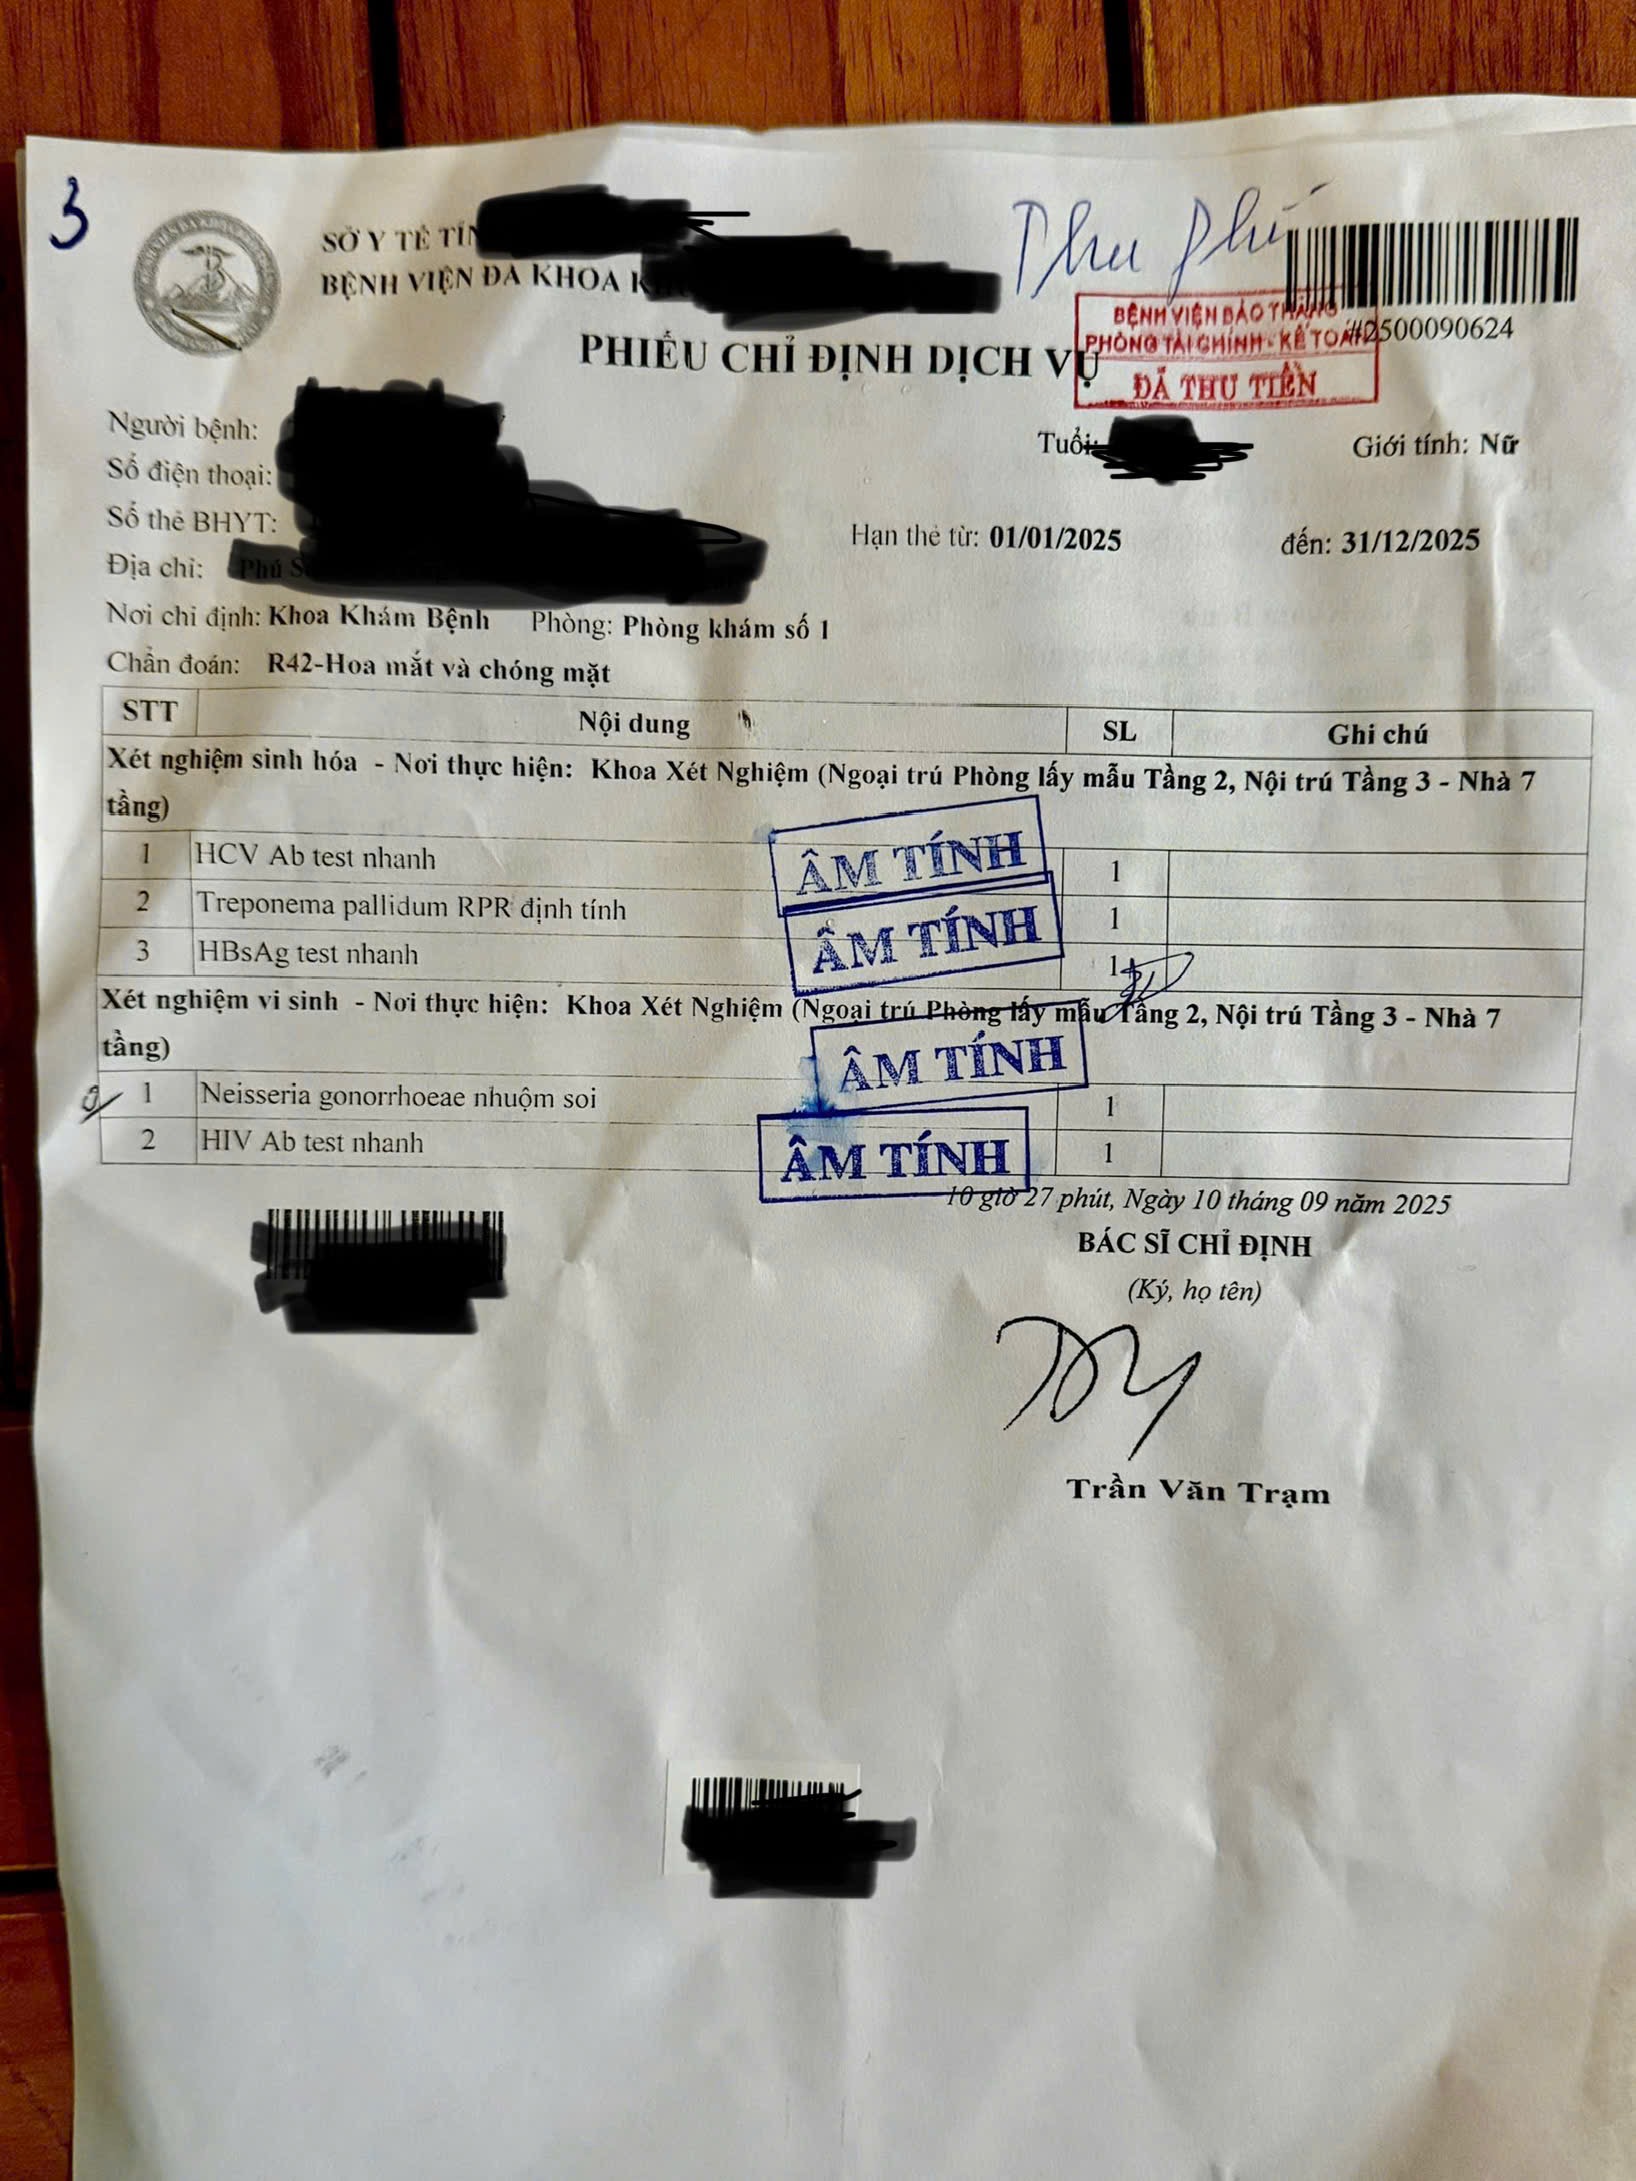 3
SỞ Y TẾ TỈN
BỆNH VIỆN ĐA KHOA K
Thu phí
#2500090624
BỆNH VIỆN BẢO THẮNG
PHÒNG TÀI CHÍNH - KẾ TOÁN
ĐÃ THU TIỀN
PHIẾU CHỈ ĐỊNH DỊCH VỤ
Người bệnh:
Tuổi: Giới tính: Nữ
Số điện thoại:
Số thẻ BHYT: Hạn thẻ từ: 01/01/2025 đến: 31/12/2025
Địa chỉ: Phú
Nơi chỉ định: Khoa Khám Bệnh Phòng: Phòng khám số 1
Chẩn đoán: R42-Hoa mắt và chóng mặt
STT Nội dung SL Ghi chú
Xét nghiệm sinh hóa - Nơi thực hiện: Khoa Xét Nghiệm (Ngoại trú Phòng lấy mẫu Tầng 2, Nội trú Tầng 3 - Nhà 7
tầng)
1 HCV Ab test nhanh ÂM TÍNH 1
2 Treponema pallidum RPR định tính ÂM TÍNH 1
3 HBsAg test nhanh 1
Xét nghiệm vi sinh - Nơi thực hiện: Khoa Xét Nghiệm (Ngoại trú Phòng lấy mẫu Tầng 2, Nội trú Tầng 3 - Nhà 7
tầng)
ÂM TÍNH
1 Neisseria gonorrhoeae nhuộm soi 1
2 HIV Ab test nhanh ÂM TÍNH 1
10 giờ 27 phút, Ngày 10 tháng 09 năm 2025
BÁC SĨ CHỈ ĐỊNH
(Ký, họ tên)
Trần Văn Trạm